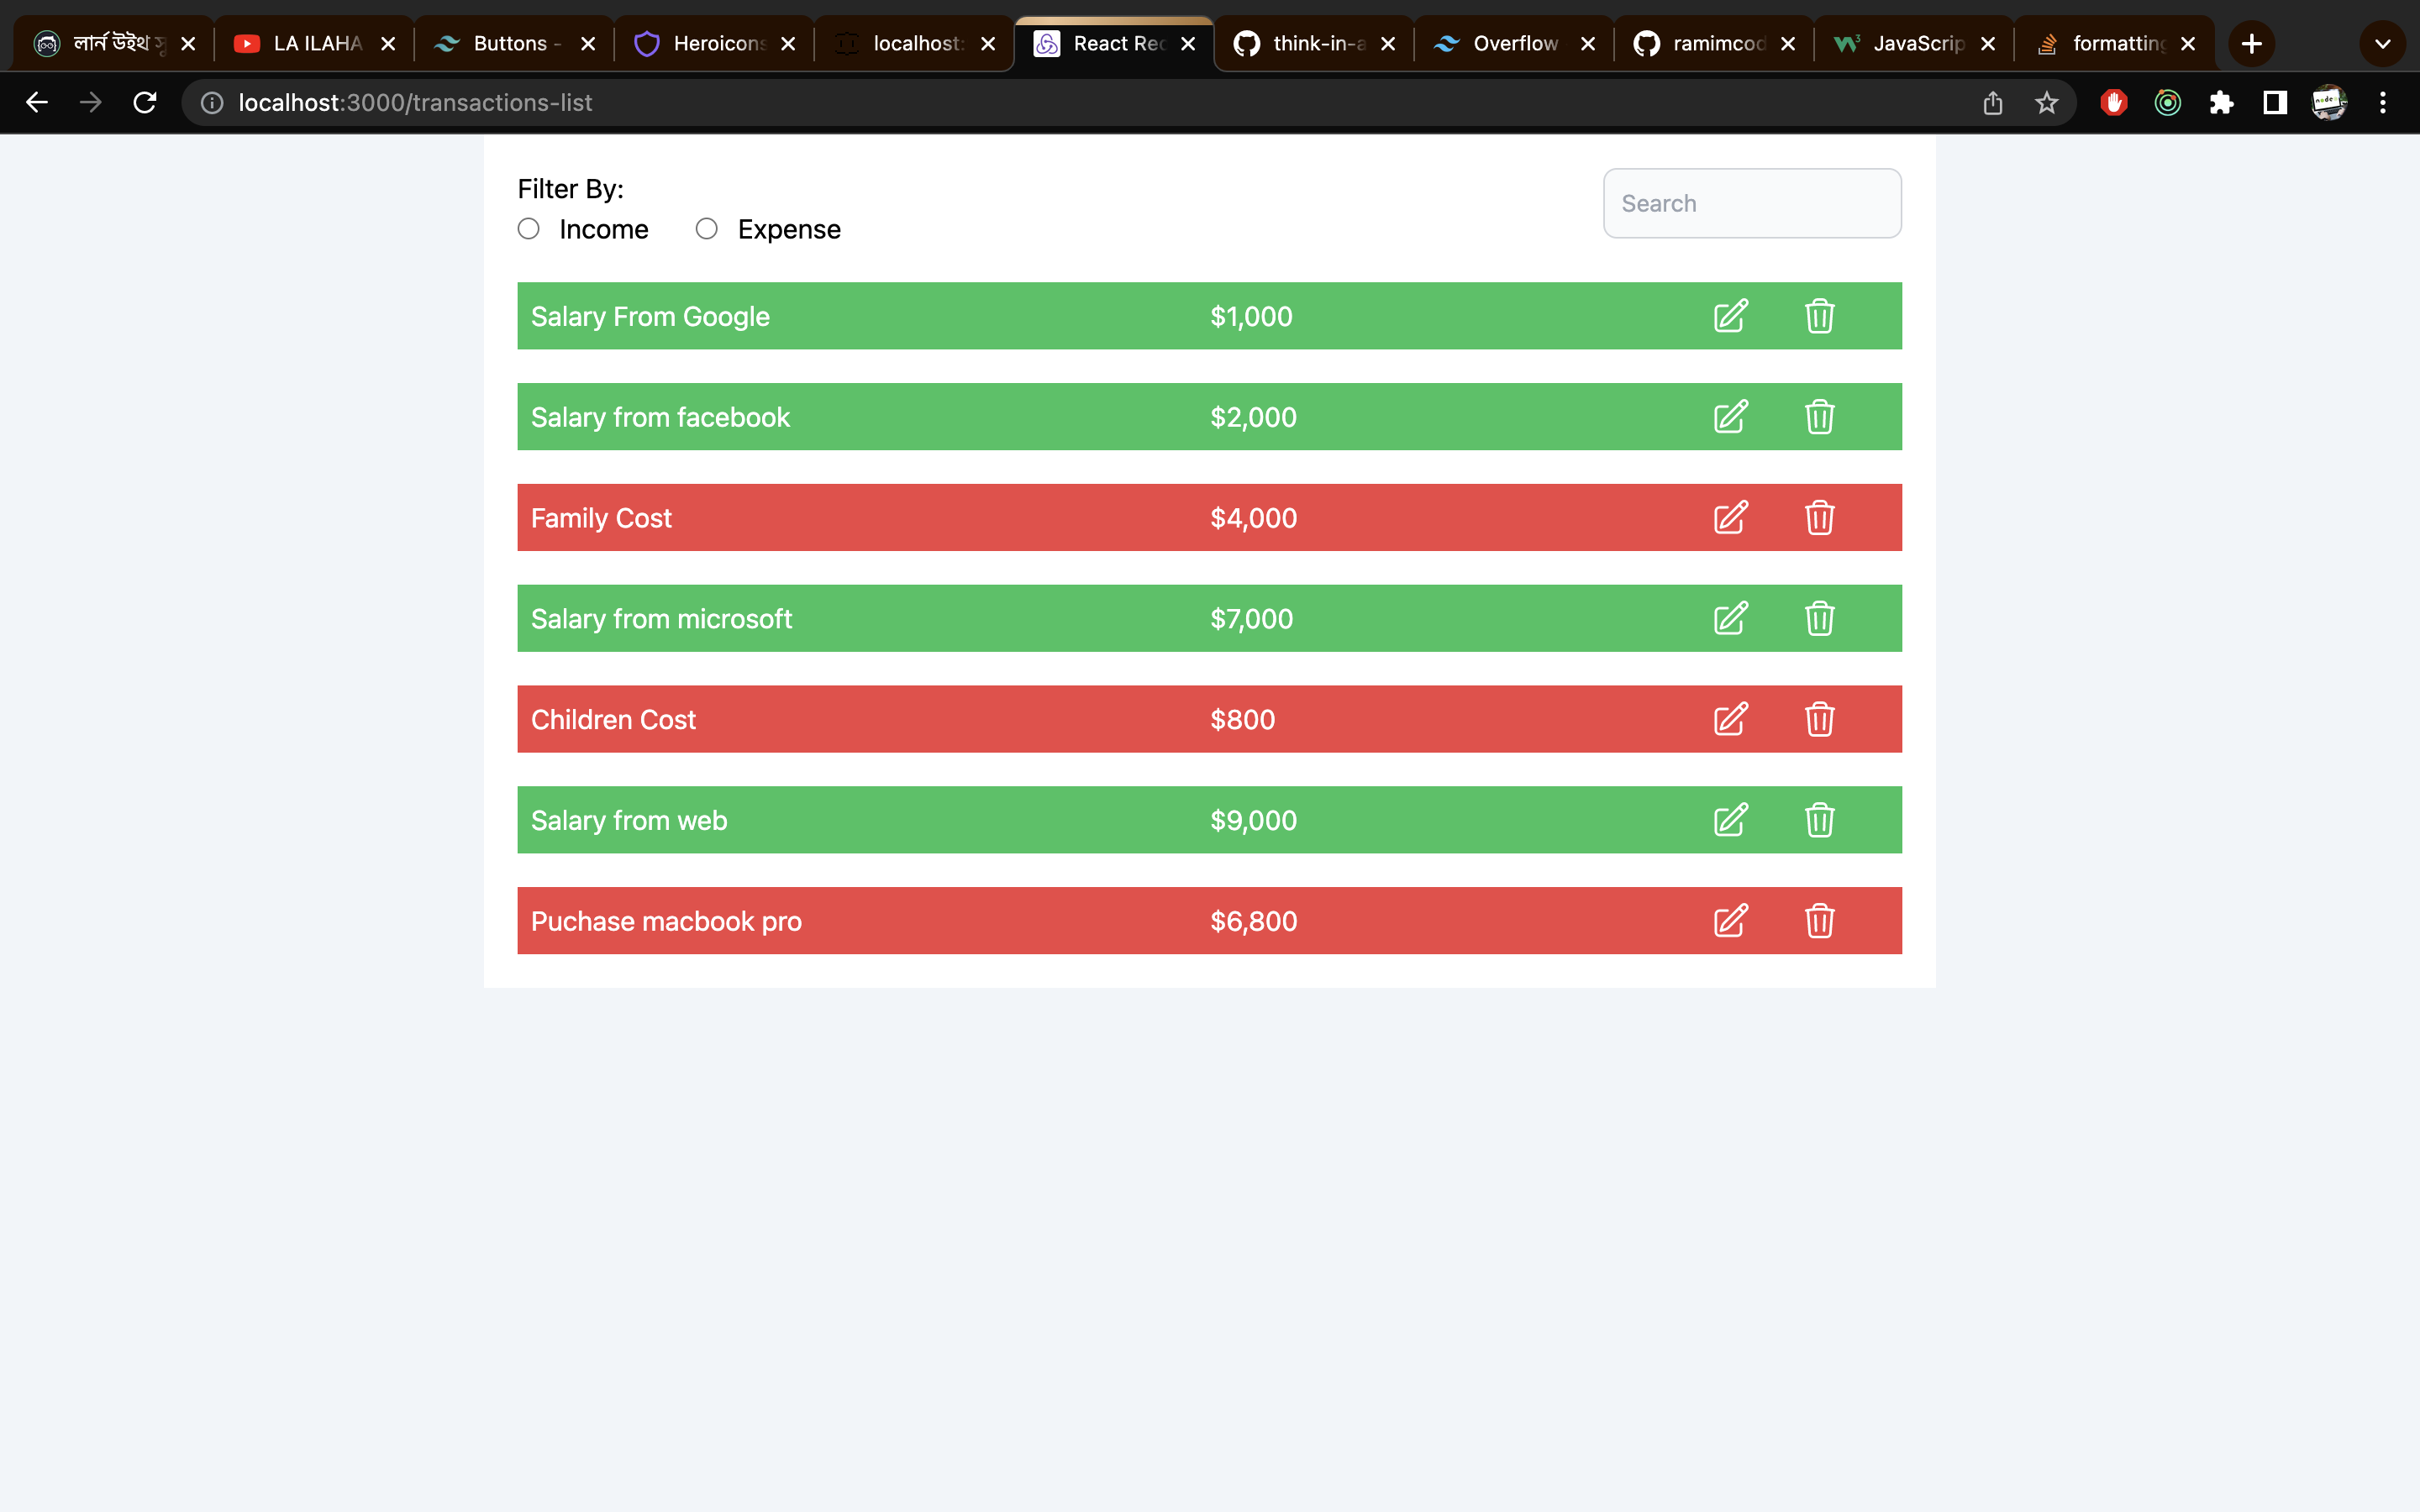 লার্ন উইথ
LA ILAHA
Buttons -
Heroicons
localhost:
React Rec
think-in-a
Overflow
ramimcod
JavaScrip
formatting
localhost:3000/transactions-list
Filter By:
Income Expense
Search
Salary From Google $1,000
Salary from facebook $2,000
Family Cost $4,000
Salary from microsoft $7,000
Children Cost $800
Salary from web $9,000
Puchase macbook pro $6,800